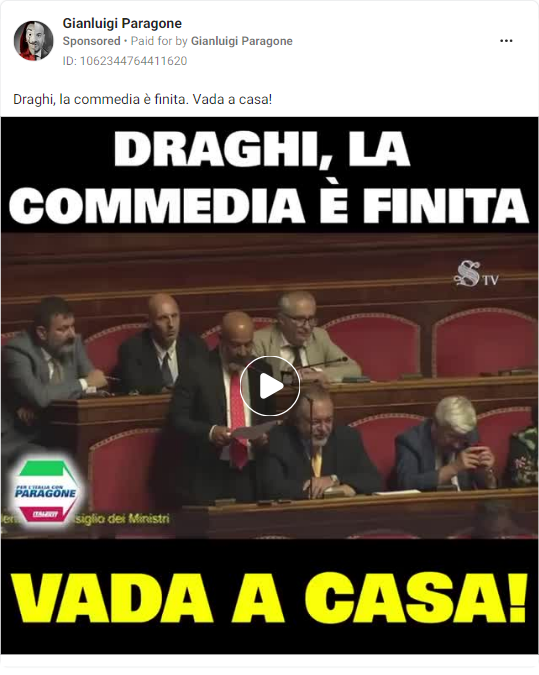 Gianluigi Paragone
Sponsored • Paid for by Gianluigi Paragone
ID: 1062344764411620
Draghi, la commedia è finita. Vada a casa!
DRAGHI, LA
COMMEDIA È FINITA
S TV
PER L'ITALIA CON
PARAGONE
siglio dei Ministri
VADA A CASA!